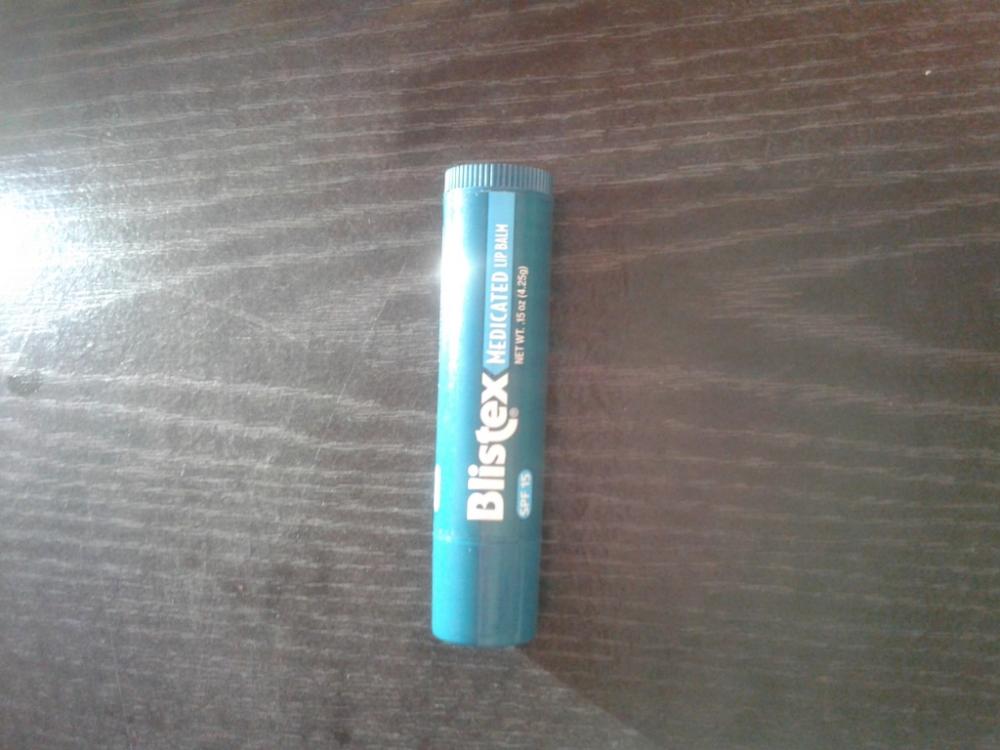 Blistex®
MEDICATED LIP BALM
SPF 15
NET WT. .15 oz (4.25g)